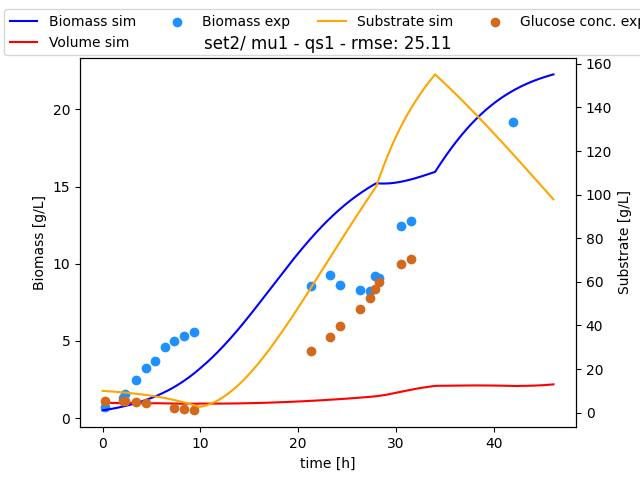 Biomass sim
Biomass exp
Substrate sim
Glucose conc. exp
Volume sim
set2/ mu1 - qs1 - rmse: 25.11
Biomass [g/L]
20
15
10
5
0
160
140
120
100
80
60
40
20
0
Substrate [g/L]
0
10
20
30
40
time [h]